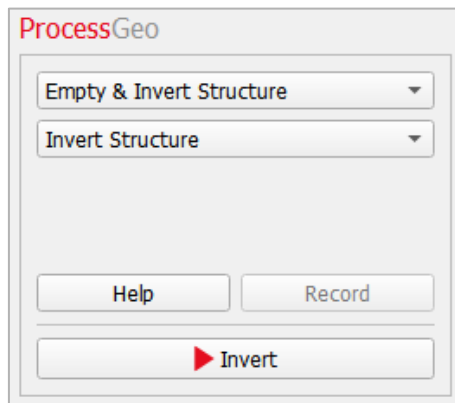 ProcessGeo
Empty & Invert Structure
Invert Structure
Help Record
Invert